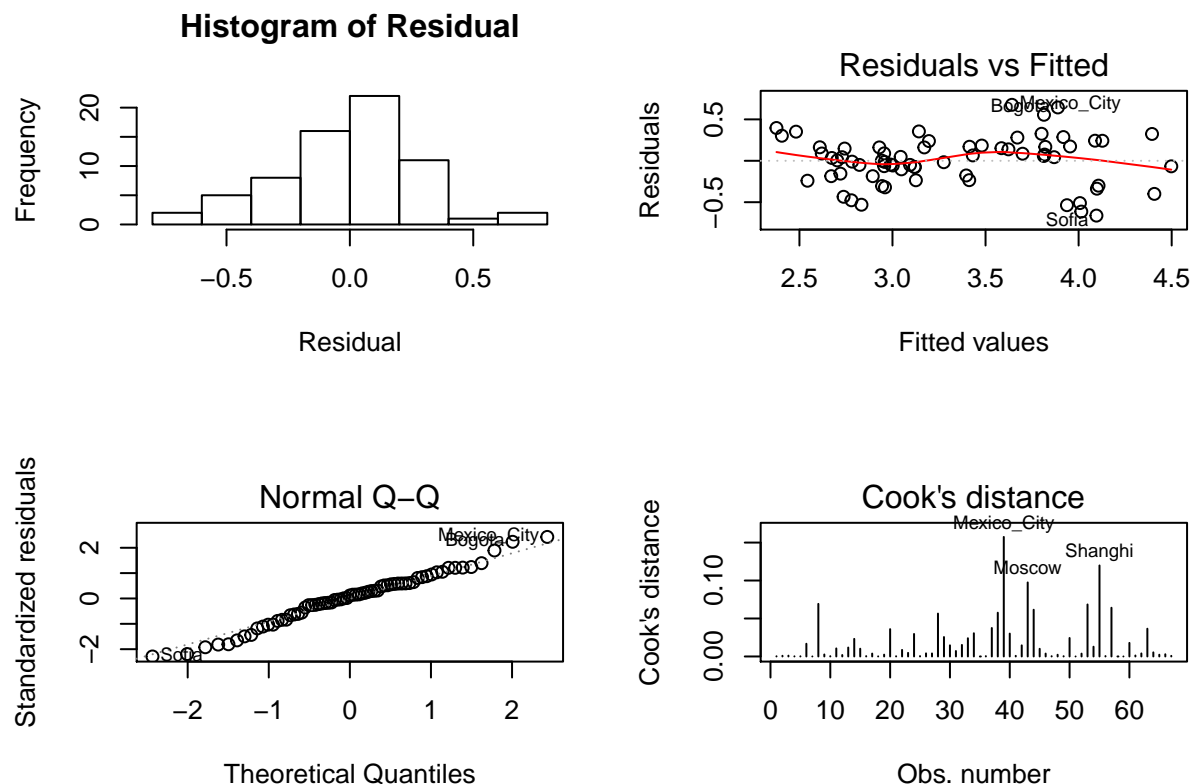 Histogram of Residual
Frequency
0
10
20
−0.5
0.0
0.5
Residual
Residuals vs Fitted
Residuals
−0.5
0.5
2.5
3.0
3.5
4.0
4.5
Fitted values
Bogota
Mexico_City
Sofia
Normal Q−Q
Standardized residuals
−2
0
2
−2
−1
0
1
2
Theoretical Quantiles
Mexico_City
Bogota
Sofia
Cook's distance
Cook's distance
0.00
0.10
0
10
20
30
40
50
60
Obs. number
Mexico_City
Shanghi
Moscow